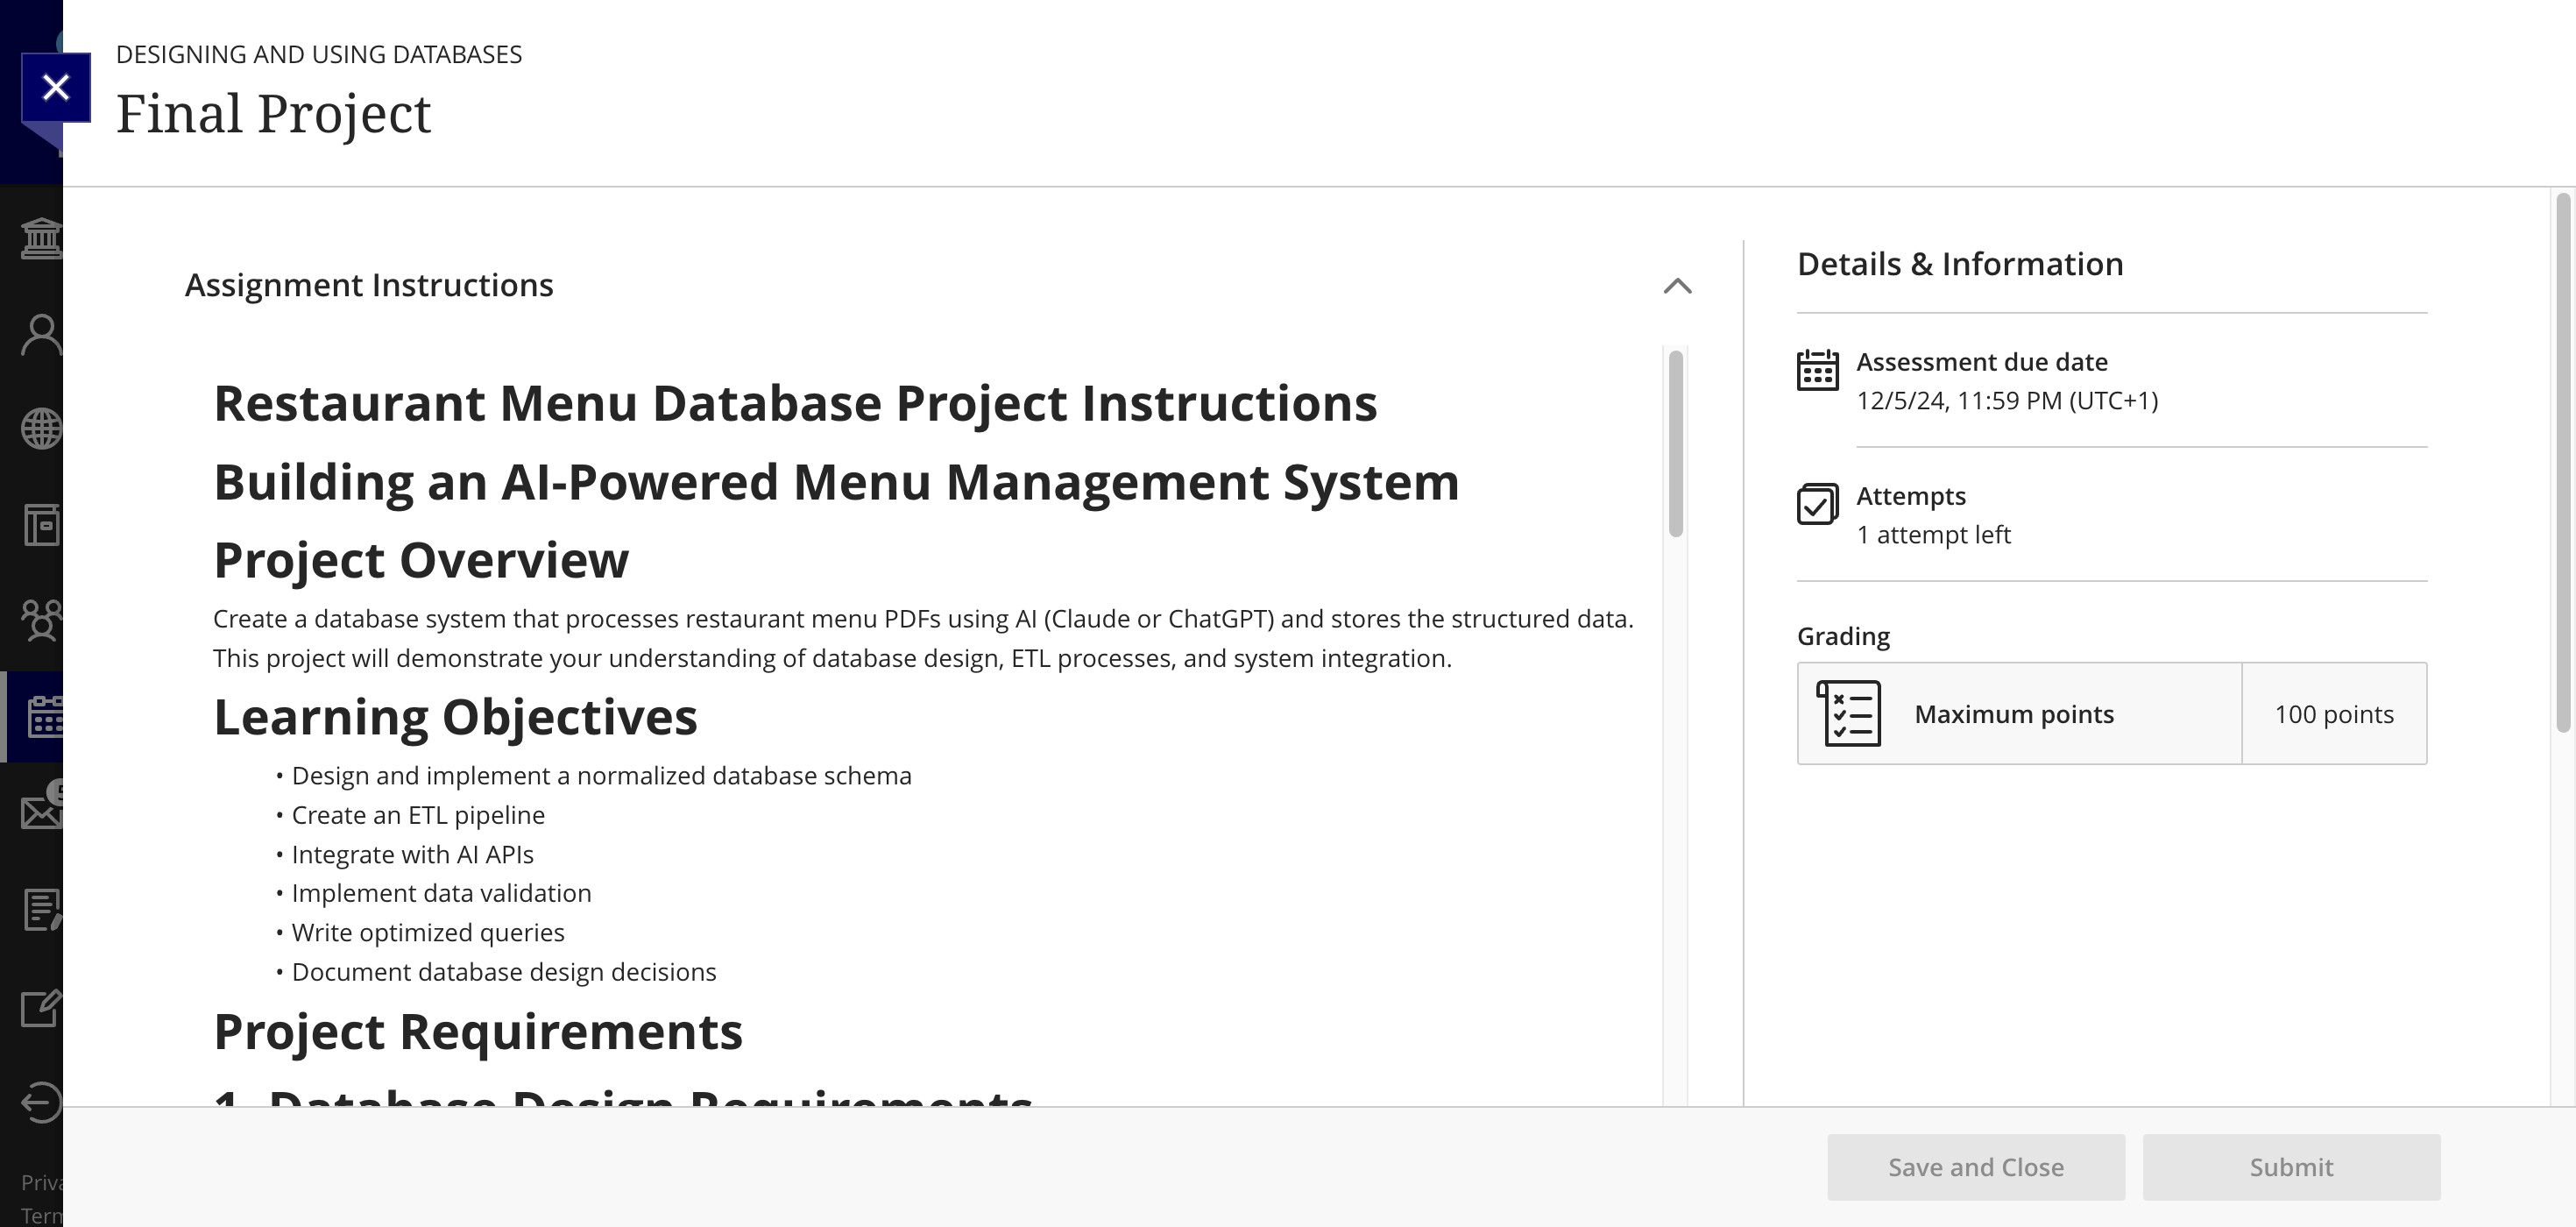 DESIGNING AND USING DATABASES
Final Project
Assignment Instructions
Restaurant Menu Database Project Instructions
Building an AI-Powered Menu Management System
Project Overview
Create a database system that processes restaurant menu PDFs using AI (Claude or ChatGPT) and stores the structured data.
This project will demonstrate your understanding of database design, ETL processes, and system integration.
Learning Objectives
• Design and implement a normalized database schema
• Create an ETL pipeline
• Integrate with AI APIs
• Implement data validation
• Write optimized queries
• Document database design decisions
Project Requirements
1. Database Design Requirements
Details & Information
Assessment due date
12/5/24, 11:59 PM (UTC+1)
Attempts
1 attempt left
Grading
Maximum points
100 points
Priva
Term
Save and Close
Submit